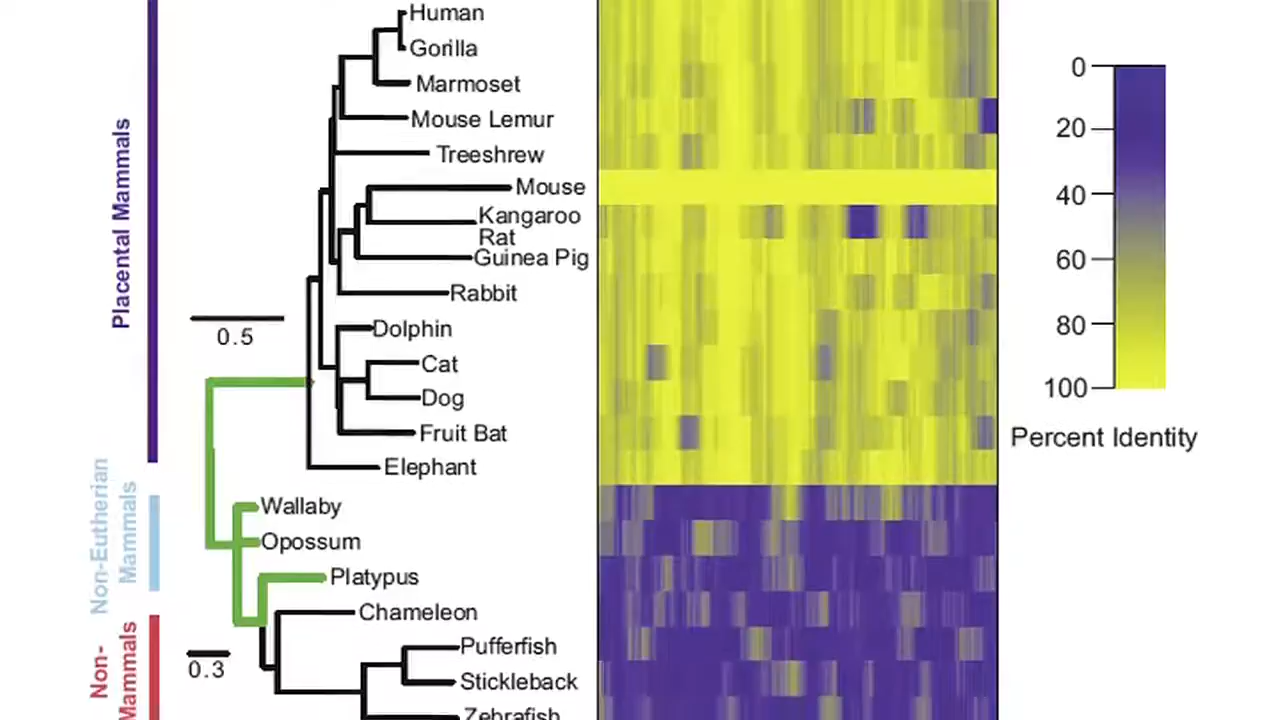 Placental Mammals
Non-Eutherian
Mammals
Non-
Mammals
Human
Gorilla
Marmoset
Mouse Lemur
Treeshrew
Mouse
Kangaroo
Rat
Guinea Pig
Rabbit
Dolphin
Cat
Dog
Fruit Bat
Elephant
Wallaby
Opossum
Platypus
Chameleon
Pufferfish
Stickleback
Zebrafish
0.5
0.3
0
20
40
60
80
100
Percent Identity